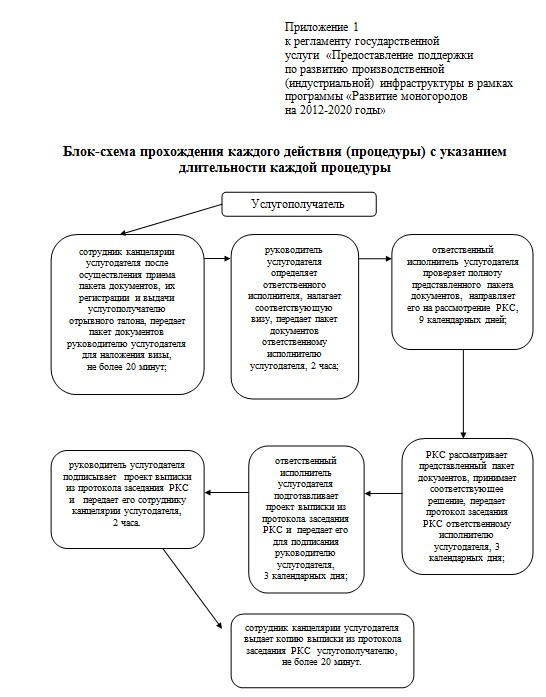 Приложение 1
к регламенту государственной
услуги «Предоставление поддержки
по развитию производственной
(индустриальной) инфраструктуры в рамках
программы «Развитие моногородов
на 2012-2020 годы»
Блок-схема прохождения каждого действия (процедуры) с указанием
длительности каждой процедуры
Услугополучатель
сотрудник канцелярии
услугодателя после
осуществления приема
пакета документов, их
регистрации и выдачи
услугополучателю
отрывного талона, передает
пакет документов
руководителю услугодателя
для наложения визы,
не более 20 минут;
руководитель
услугодателя
определяет
ответственного
исполнителя, налагает
соответствующую
визу, передает пакет
документов
ответственному
исполнителю
услугодателя, 2 часа;
ответственный
исполнитель услугодателя
проверяет полноту
представленного пакета
документов, направляет
его на рассмотрение РКС,
9 календарных дней;
РКС рассматривает
представленный пакет
документов, принимает
соответствующее
решение, передает
протокол заседания
РКС ответственному
исполнителю
услугодателя, 3
календарных дня;
ответственный
исполнитель
услугодателя
подготавливает
проект выписки из
протокола заседания
РКС и передает его
для подписания
руководителю
услугодателя,
3 календарных дня;
руководитель услугодателя
подписывает проект выписки
из протокола заседания РКС
и передает его сотруднику
канцелярии услугодателя,
2 часа.
сотрудник канцелярии услугодателя
выдает копию выписки из протокола
заседания РКС услугополучателю,
не более 20 минут.